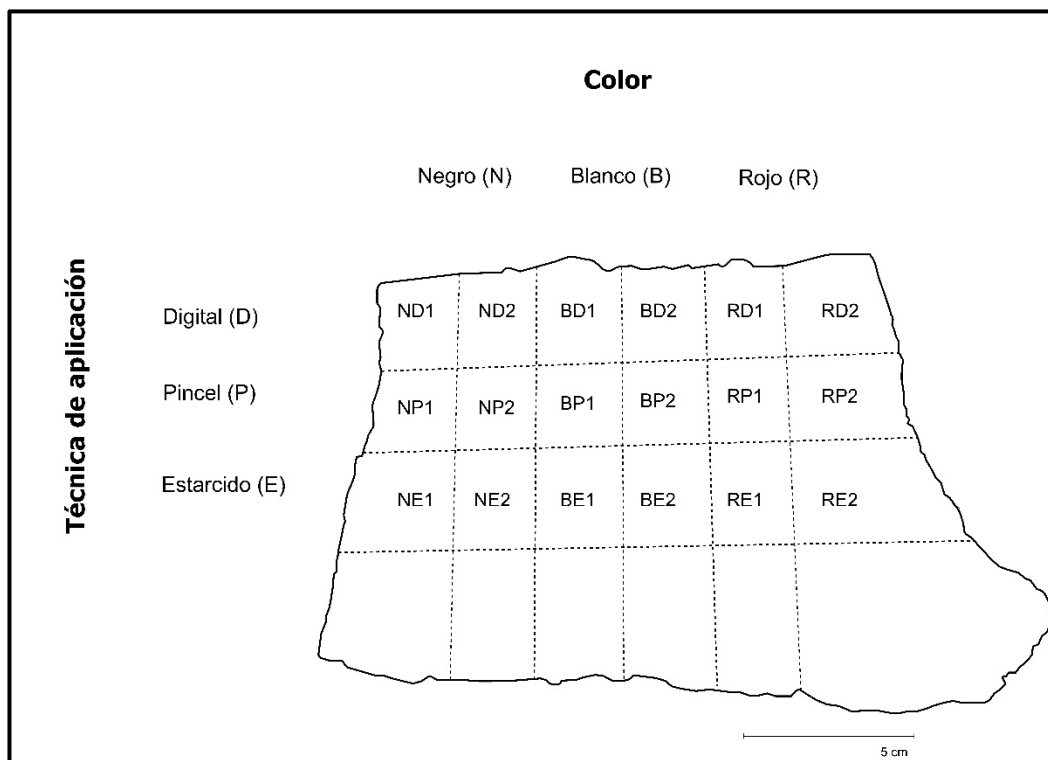 Color
Negro (N) Blanco (B) Rojo (R)
Técnica de aplicación
Digital (D) ND1 ND2 BD1 BD2 RD1 RD2
Pincel (P) NP1 NP2 BP1 BP2 RP1 RP2
Estarcido (E) NE1 NE2 BE1 BE2 RE1 RE2
5 cm